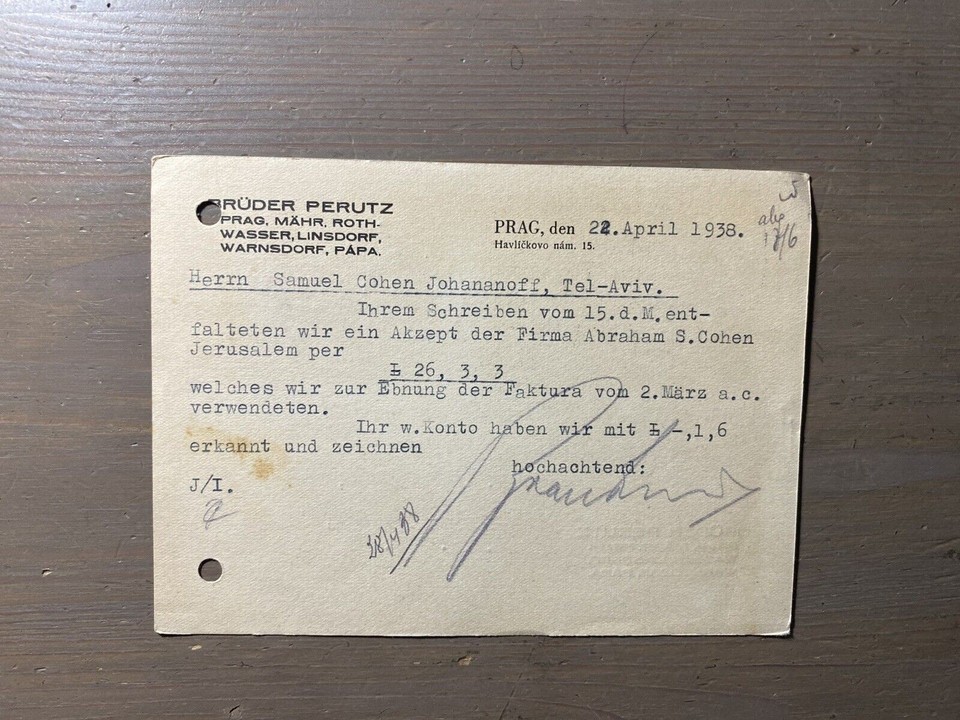 BRÜDER PERUTZ
PRAG, MÄHR. ROTH-
WASSER, LINSDORF,
WARNSDORF, PÁPA.
PRAG, den 22. April 1938.
Havlíčkovo nám. 15.
Herrn Samuel Cohen Johananoff, Tel-Aviv.
Ihrem Schreiben vom 15.d.M.ent-
falteten wir ein Akzept der Firma Abraham S.Cohen
Jerusalem per
Ł 26, 3, 3
welches wir zur Ebnung der Faktura vom 2.März a.c.
verwendeten.
Ihr w.Konto haben wir mit Ł -,1,6
erkannt und zeichnen
hochachtend:
J/I.
28/4 38